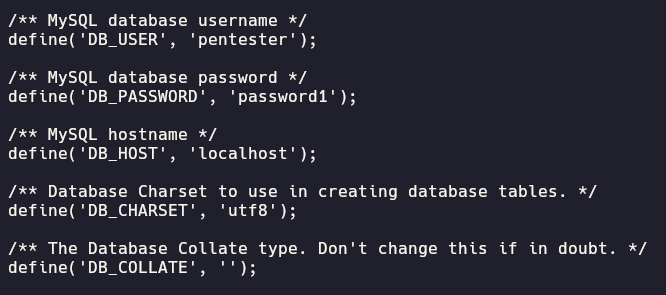 /** MySQL database username */
define('DB_USER', 'pentester');
/** MySQL database password */
define('DB_PASSWORD', 'password1');
/** MySQL hostname */
define('DB_HOST', 'localhost');
/** Database Charset to use in creating database tables. */
define('DB_CHARSET', 'utf8');
/** The Database Collate type. Don't change this if in doubt. */
define('DB_COLLATE', '');